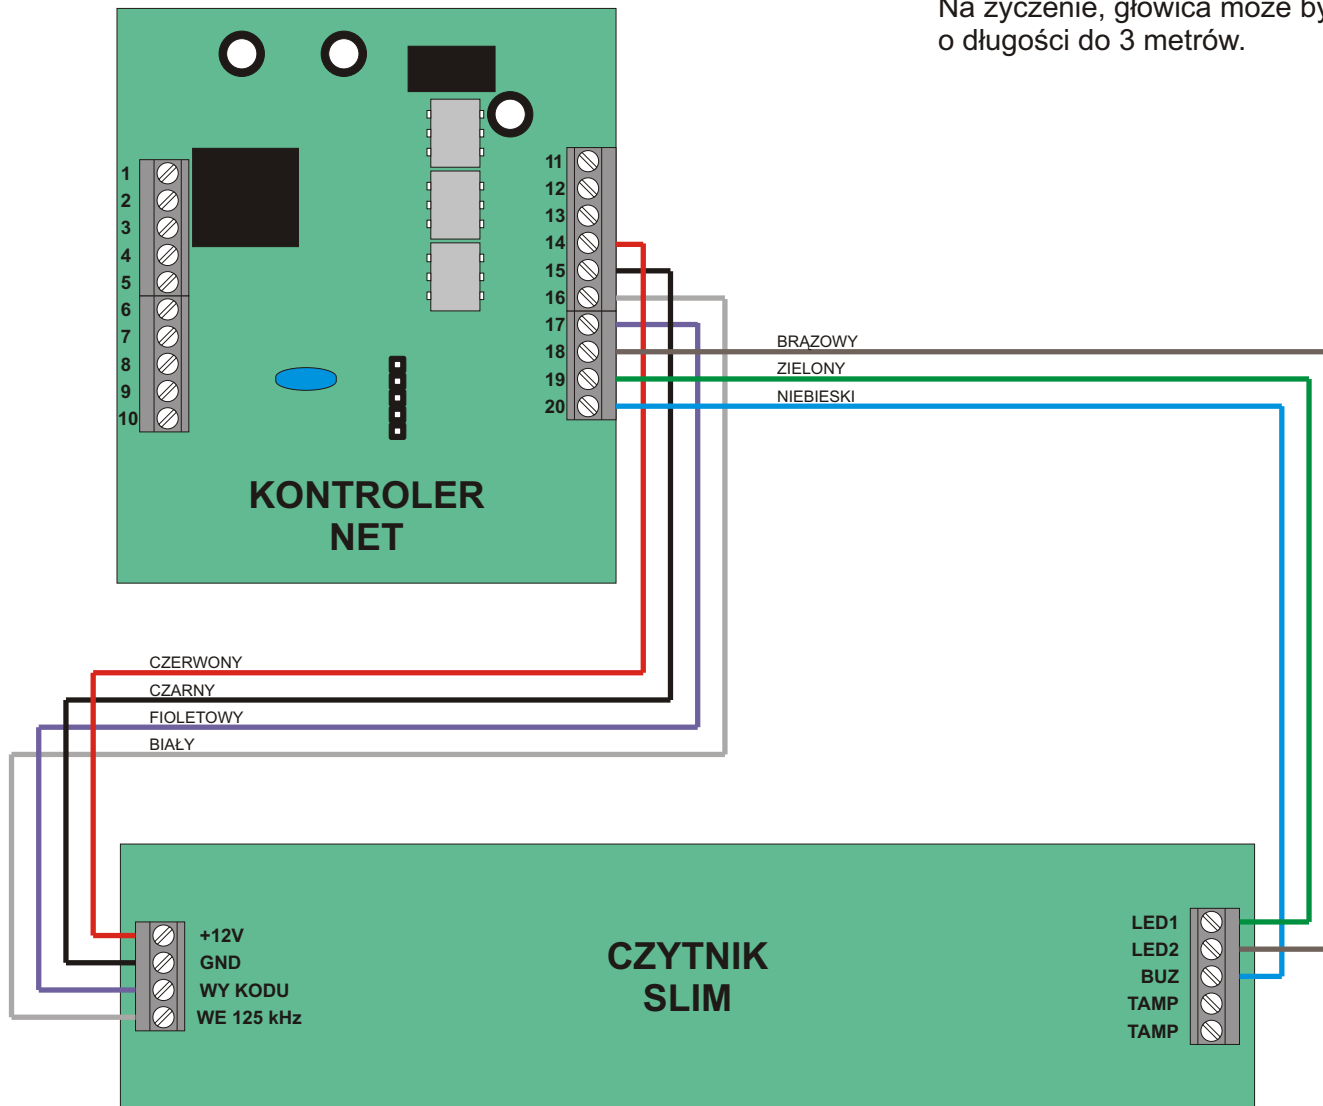 Na życzenie, głowica może
o długości do 3 metrów.
1
2
3
4
5
6
7
8
9
10
11
12
13
14
15
16
17
18
19
20
BRĄZOWY
ZIELONY
NIEBIESKI
KONTROLER
NET
CZERWONY
CZARNY
FIOLETOWY
BIAŁY
+12V
GND
WY KODU
WE 125 kHz
CZYTNIK
SLIM
LED1
LED2
BUZ
TAMP
TAMP